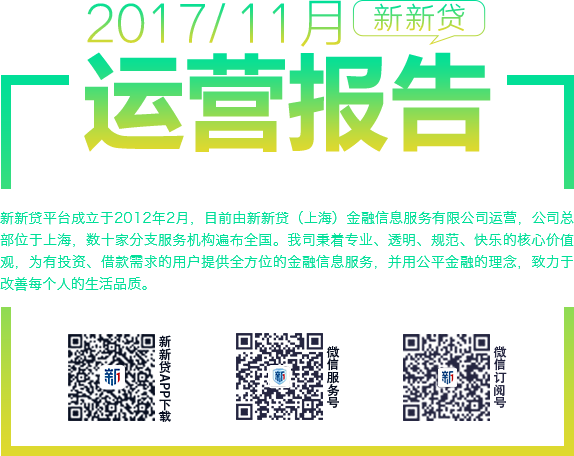 2017/11月 新新贷
运营报告
新新贷平台成立于2012年2月，目前由新新贷（上海）金融信息服务有限公司运营，公司总
部位于上海，数十家分支服务机构遍布全国。我司秉着专业、透明、规范、快乐的核心价值
观，为有投资、借款需求的用户提供全方位的金融信息服务，并用公平金融的理念，致力于
改善每个人的生活品质。
新 新新贷APP下载
新 微信服务号
新 微信订阅号